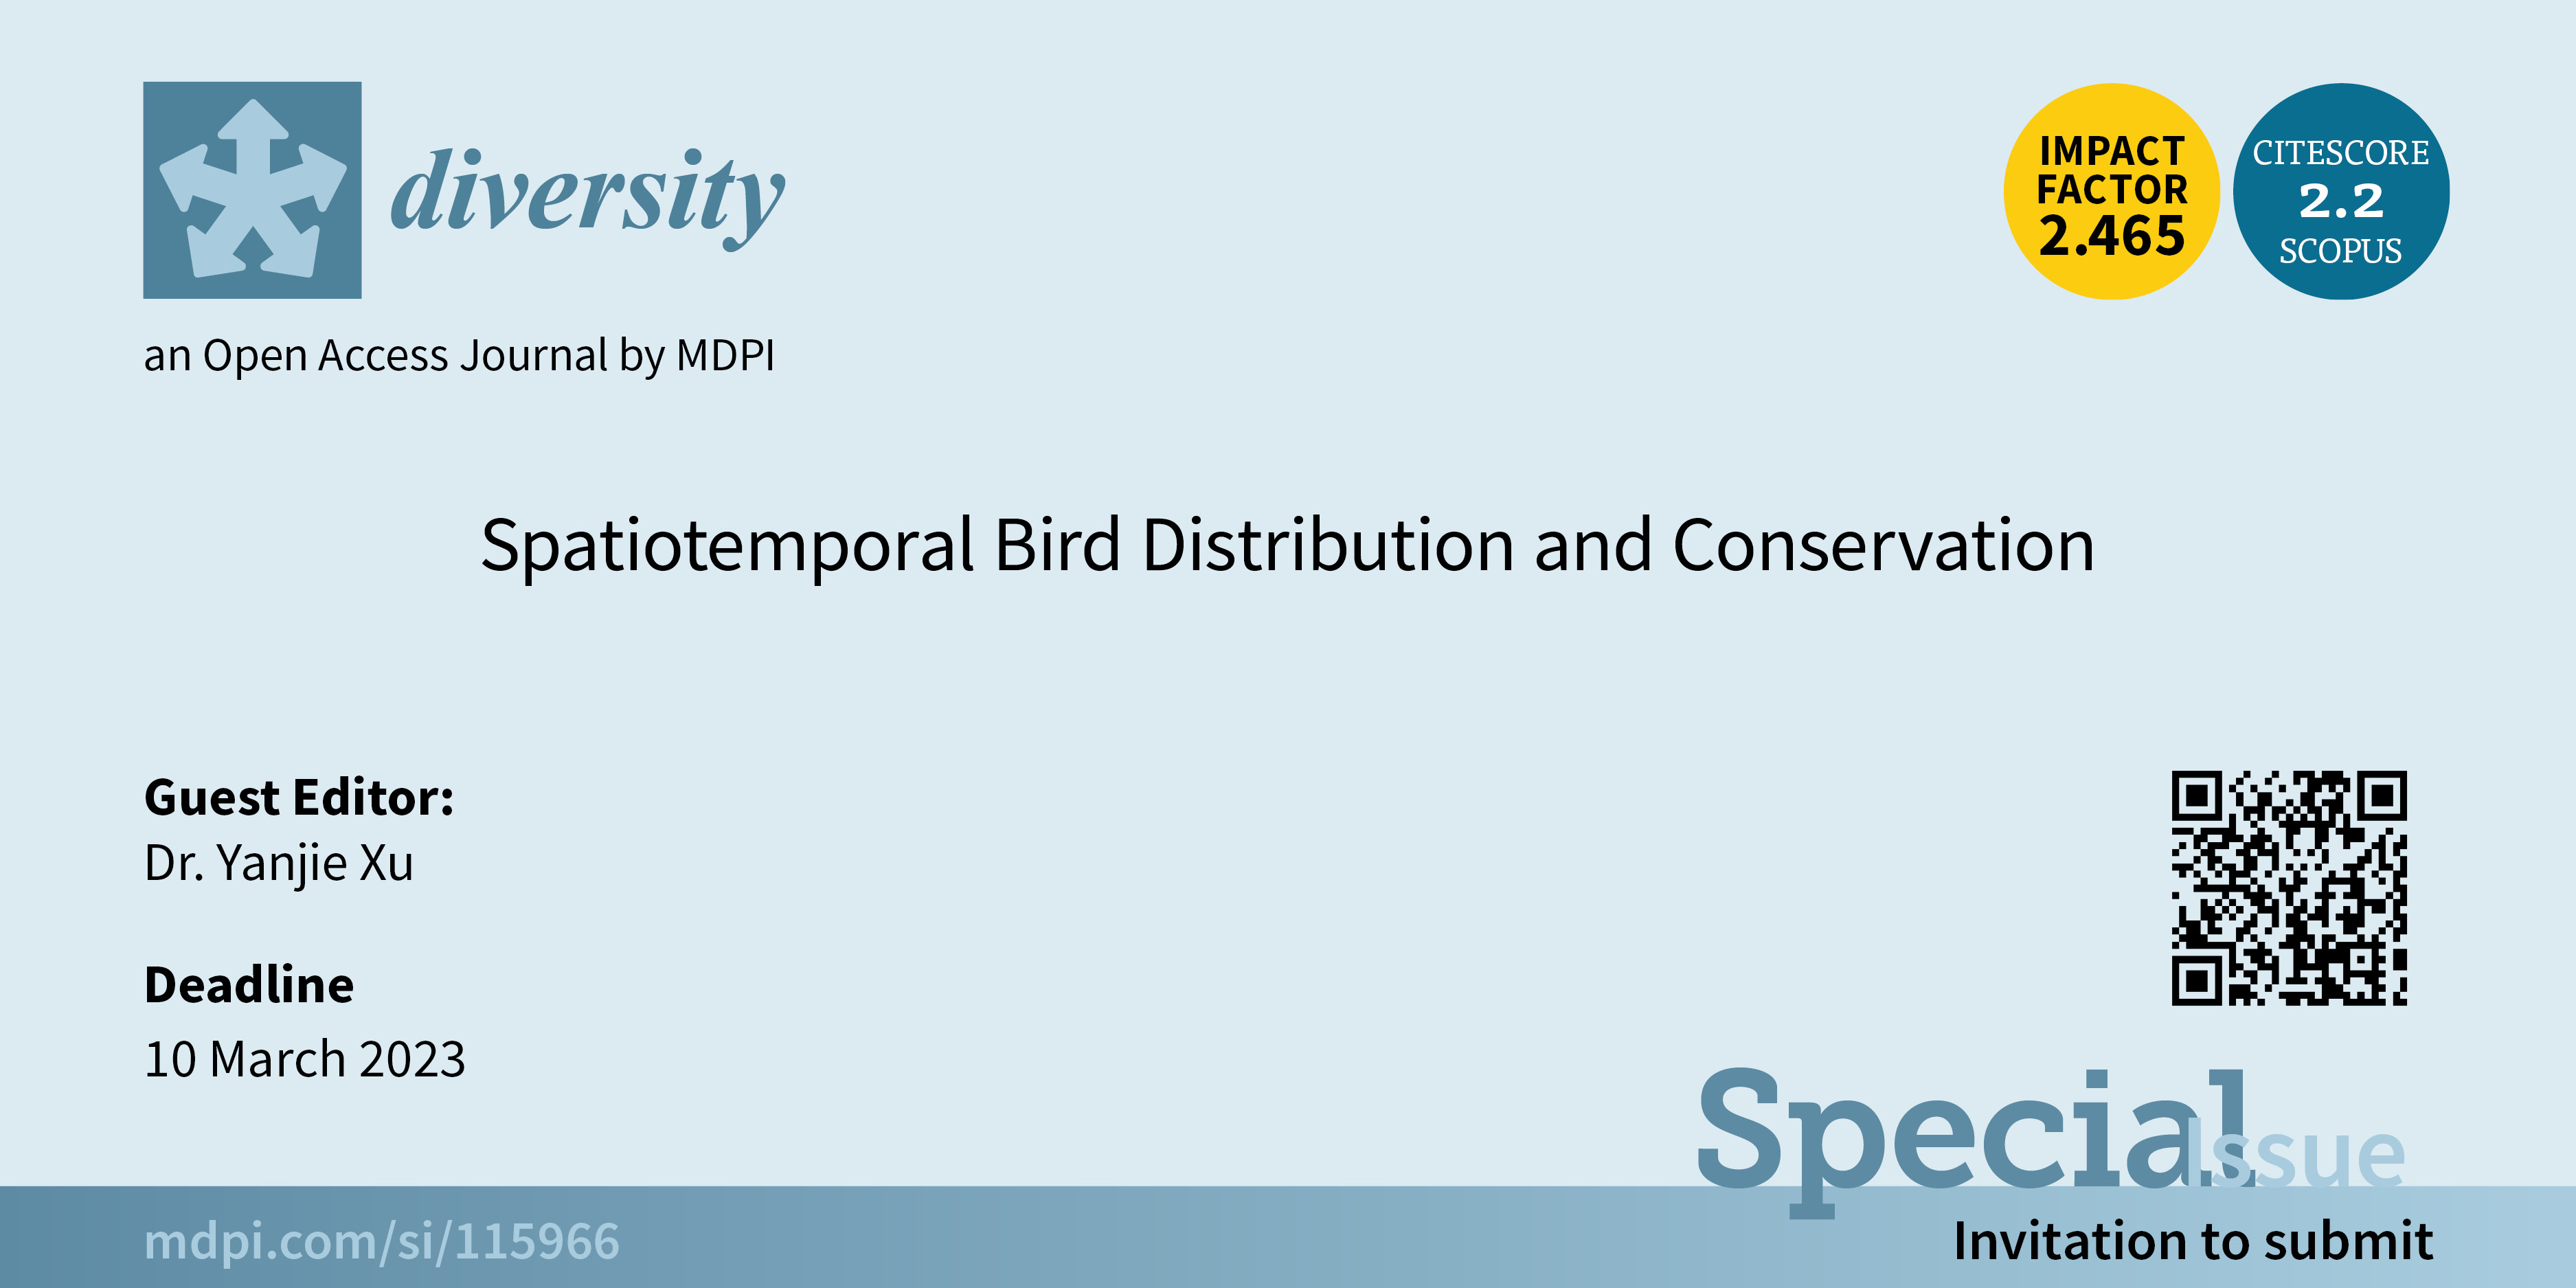 diversity
IMPACT
FACTOR
2.465
CITESCORE
2.2
SCOPUS
an Open Access Journal by MDPI
Spatiotemporal Bird Distribution and Conservation
Guest Editor:
Dr. Yanjie Xu
Deadline
10 March 2023
Special
Issue
mdpi.com/si/115966
Invitation to submit